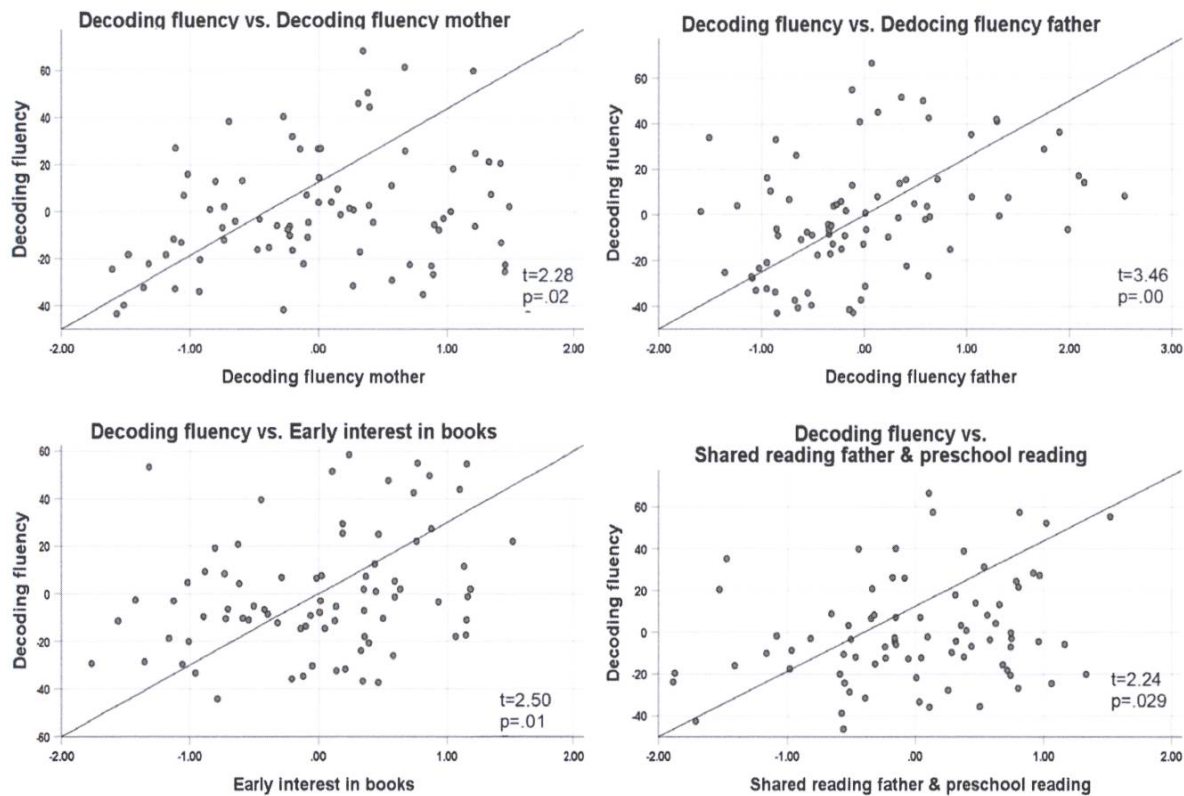 Decoding fluency vs. Decoding fluency mother
Decoding fluency
60
40
20
0
-20
-40
t=2.28
p=.02
-2.00 -1.00 .00 1.00 2.00
Decoding fluency mother
Decoding fluency vs. Dedocing fluency father
Decoding fluency
60
40
20
0
-20
-40
t=3.46
p=.00
-2.00 -1.00 .00 1.00 2.00 3.00
Decoding fluency father
Decoding fluency vs. Early interest in books
Decoding fluency
60
40
20
0
-20
-40
-60
t=2.50
p=.01
-2.00 -1.00 .00 1.00 2.00
Early interest in books
Decoding fluency vs.
Shared reading father & preschool reading
Decoding fluency
60
40
20
0
-20
-40
t=2.24
p=.029
-2.00 -1.00 .00 1.00 2.00
Shared reading father & preschool reading